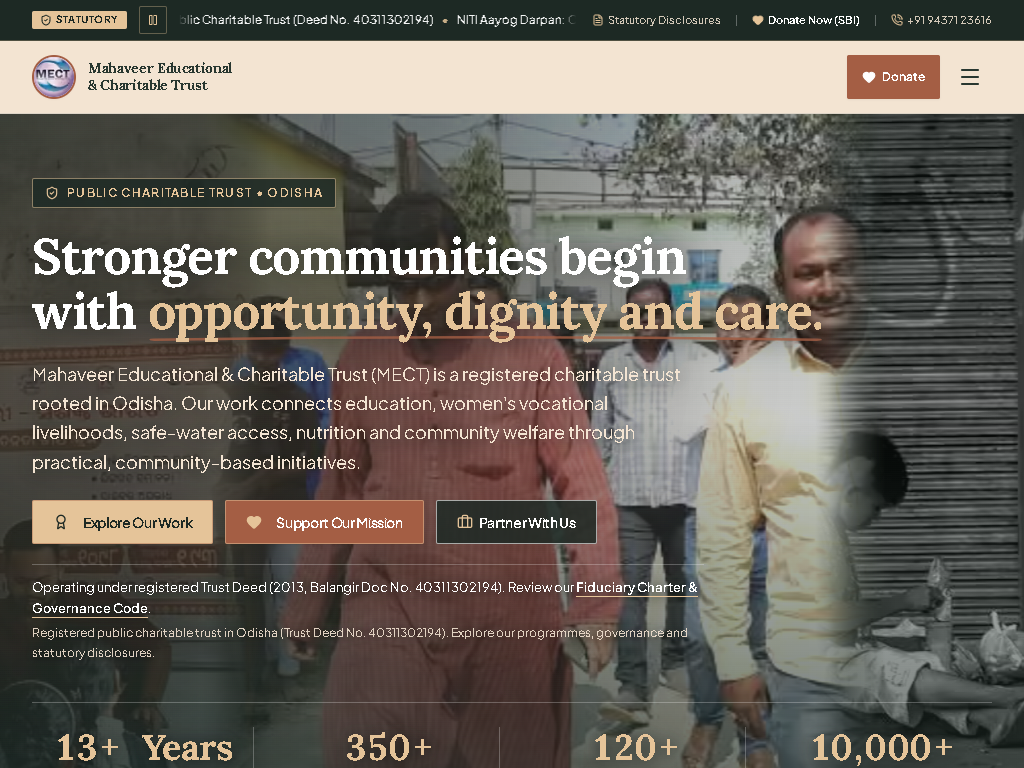 STATUTORY
blic Charitable Trust (Deed No. 40311302194) • NITI Aayog Darpan:
Statutory Disclosures
Donate Now (SBI)
+91 94371 23616
MECT
Mahaveer Educational
& Charitable Trust
Donate
PUBLIC CHARITABLE TRUST • ODISHA
Stronger communities begin
with opportunity, dignity and care.
Mahaveer Educational & Charitable Trust (MECT) is a registered charitable trust
rooted in Odisha. Our work connects education, women's vocational
livelihoods, safe-water access, nutrition and community welfare through
practical, community-based initiatives.
Explore Our Work
Support Our Mission
Partner With Us
Operating under registered Trust Deed (2013, Balangir Doc No. 40311302194). Review our Fiduciary Charter &
Governance Code.
Registered public charitable trust in Odisha (Trust Deed No. 40311302194). Explore our programmes, governance and
statutory disclosures.
13+ Years
350+
120+
10,000+